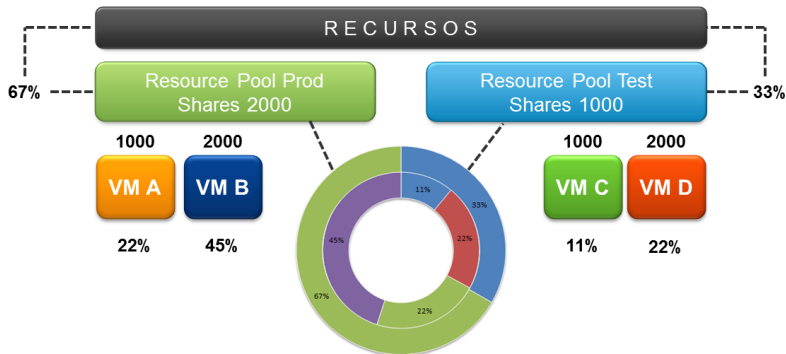 RECURSOS
67%
Resource Pool Prod
Shares 2000
Resource Pool Test
Shares 1000
33%
1000
2000
VM A
VM B
22%
45%
1000
2000
VM C
VM D
11%
22%
11%
33%
45%
22%
67%
22%